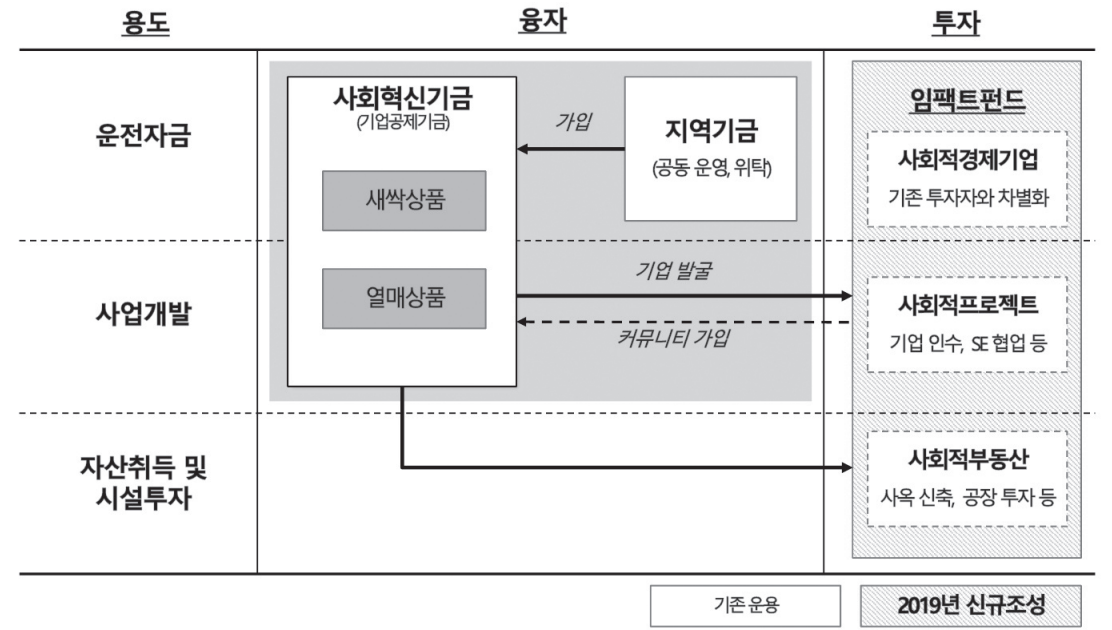 용도
융자
투자
운전자금
사회혁신기금
(기업공제기금)
새싹상품
열매상품
가입
지역기금
(공동 운영, 위탁)
임팩트펀드
사회적경제기업
기존 투자자와 차별화
사업개발
기업 발굴
커뮤니티 가입
사회적프로젝트
기업 인수, SE 협업 등
자산취득 및
시설투자
사회적부동산
사옥 신축, 공장 투자 등
기존 운용
2019년 신규조성